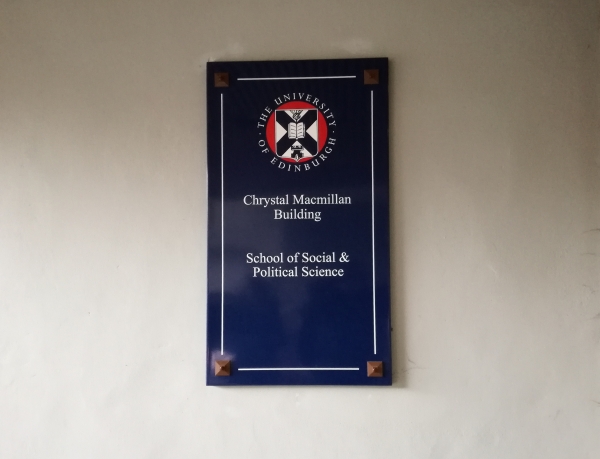 THE UNIVERSITY
OF EDINBURGH
Chrystal Macmillan
Building
School of Social &
Political Science